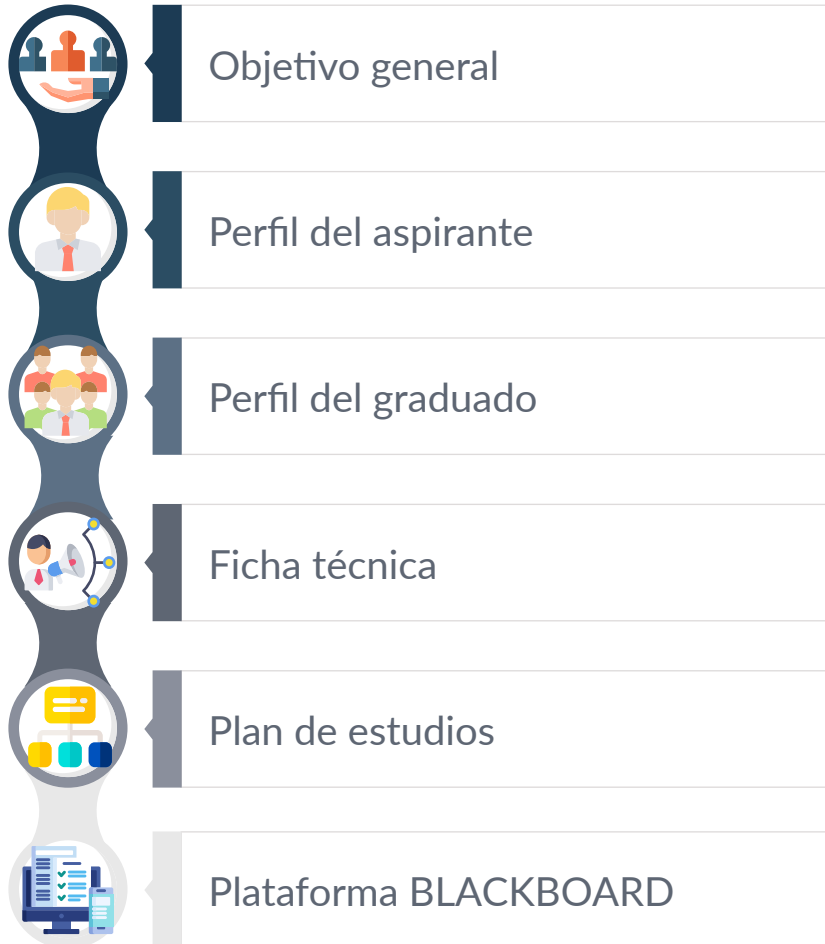 Objetivo general
Perfil del aspirante
Perfil del graduado
Ficha técnica
Plan de estudios
Plataforma BLACKBOARD